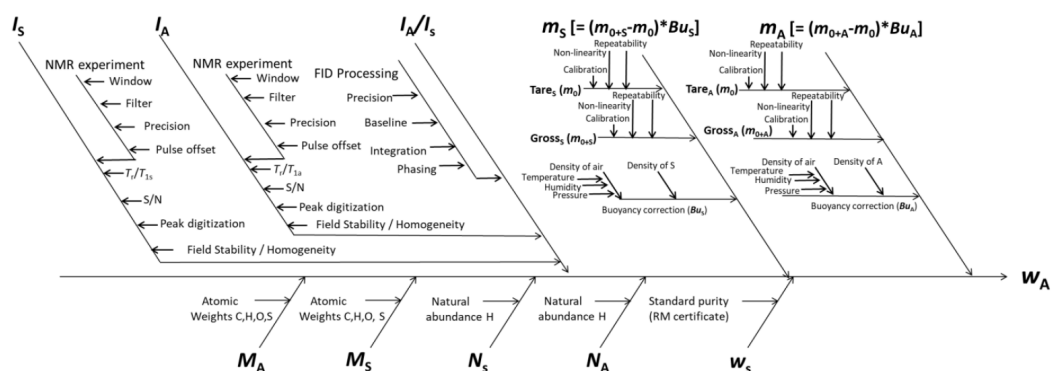 I_S
I_A
I_A/I_s
m_S [= (m_0+S-m_0)*Bu_S]
m_A [= (m_0+A-m_0)*Bu_A]
NMR experiment
Window
Filter
Precision
Pulse offset
T_r/T_1s
S/N
Peak digitization
Field Stability / Homogeneity
NMR experiment
Window
Filter
Precision
Pulse offset
T_r/T_1a
S/N
Peak digitization
Field Stability / Homogeneity
FID Processing
Precision
Baseline
Integration
Phasing
Repeatability
Non-linearity
Calibration
Tare_S (m_0)
Repeatability
Non-linearity
Calibration
Gross_S (m_0+S)
Density of air
Temperature
Humidity
Pressure
Density of S
Buoyancy correction (Bu_S)
Repeatability
Non-linearity
Calibration
Tare_A (m_0)
Repeatability
Non-linearity
Calibration
Gross_A (m_0+A)
Density of air
Temperature
Humidity
Pressure
Density of A
Buoyancy correction (Bu_A)
w_A
Atomic
Weights C,H,O,S
M_A
Atomic
Weights C,H,O, S
M_S
Natural
abundance H
N_s
Natural
abundance H
N_A
Standard purity
(RM certificate)
w_s